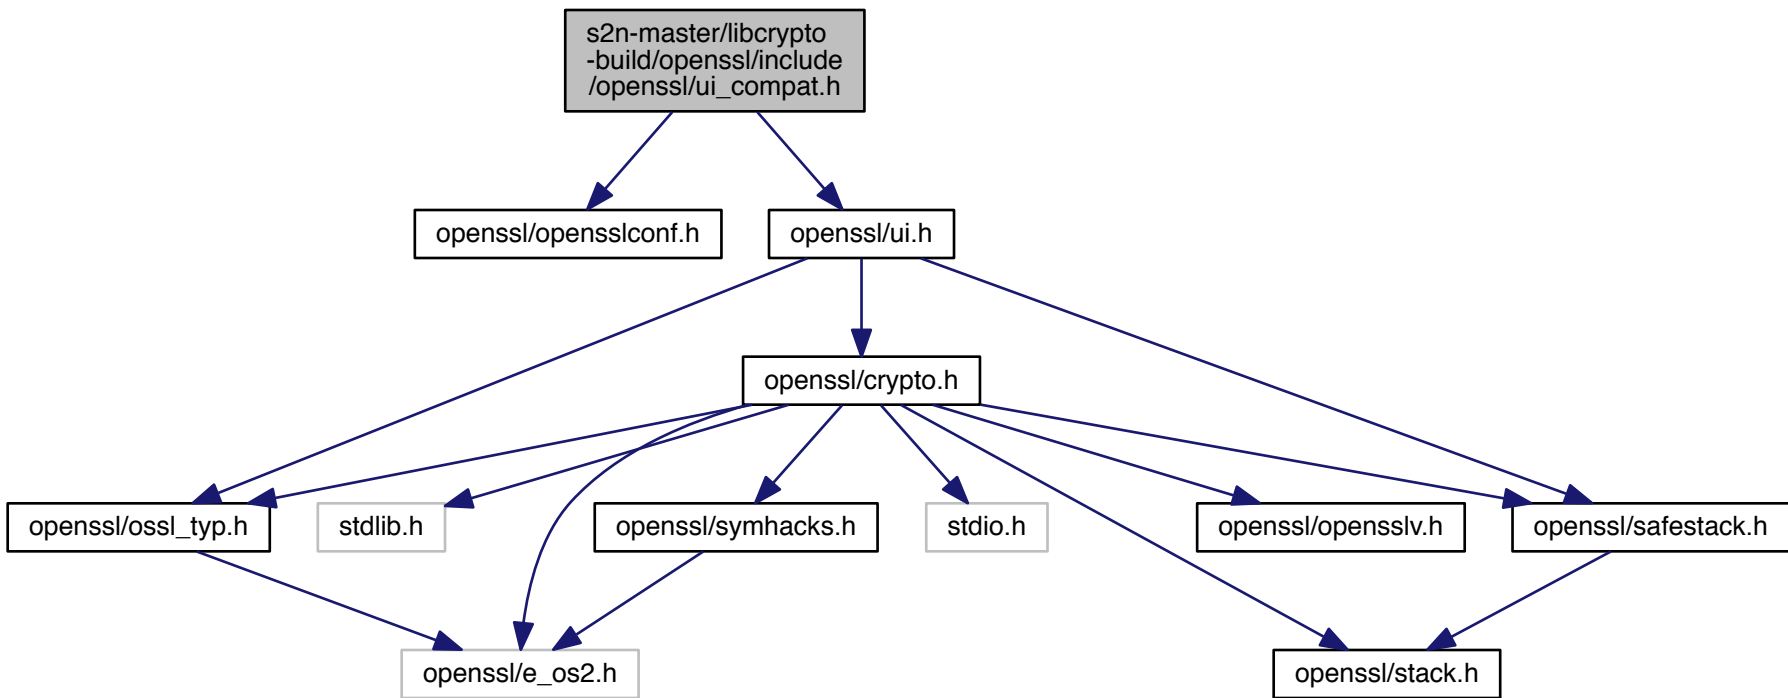 s2n-master/libcrypto
-build/openssl/include
/openssl/ui_compat.h
openssl/opensslconf.h
openssl/ui.h
openssl/crypto.h
openssl/ossl_typ.h
stdlib.h
openssl/symhacks.h
stdio.h
openssl/opensslv.h
openssl/safestack.h
openssl/e_os2.h
openssl/stack.h